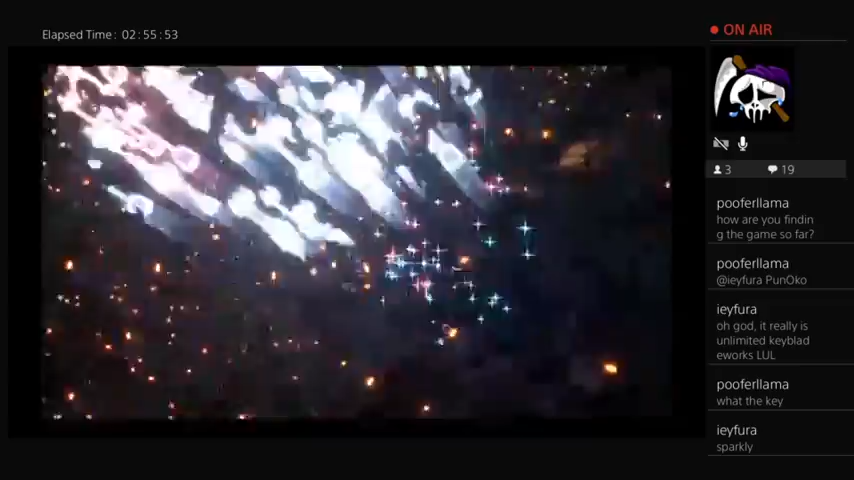 Elapsed Time: 02:55:53
ON AIR
3 19
pooferllama
how are you findin
g the game so far?
pooferllama
@ieyfura PunOko
ieyfura
oh god, it really is
unlimited keyblad
eworks LUL
pooferllama
what the key
ieyfura
sparkly